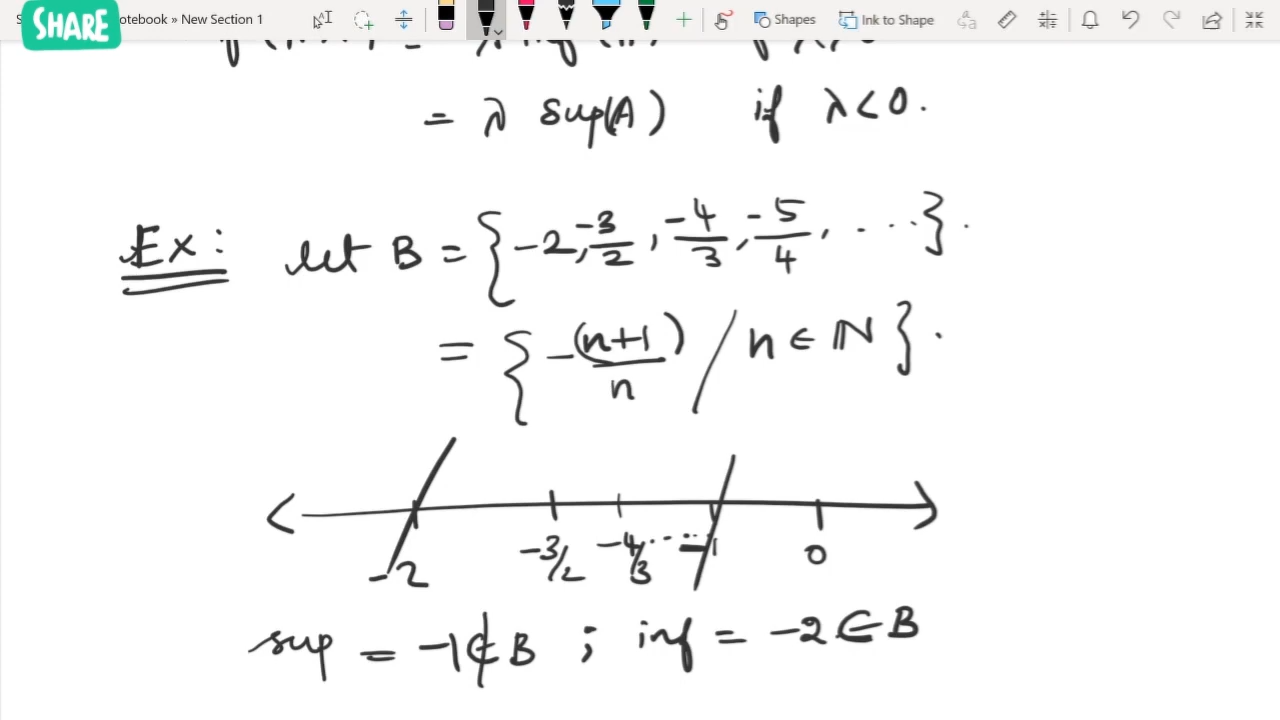 SHARE
otebook » New Section 1
Shapes
Ink to Shape
= λ sup(A) if λ<0.
Ex: let B = {-2, -3/2, -4/3, -5/4, ....}.
= {-(n+1)/n / n ∈ ℕ}.
-2 -3/2 -4/3 ..... -1 0
sup = -1 ∉ B ; inf = -2 ∈ B